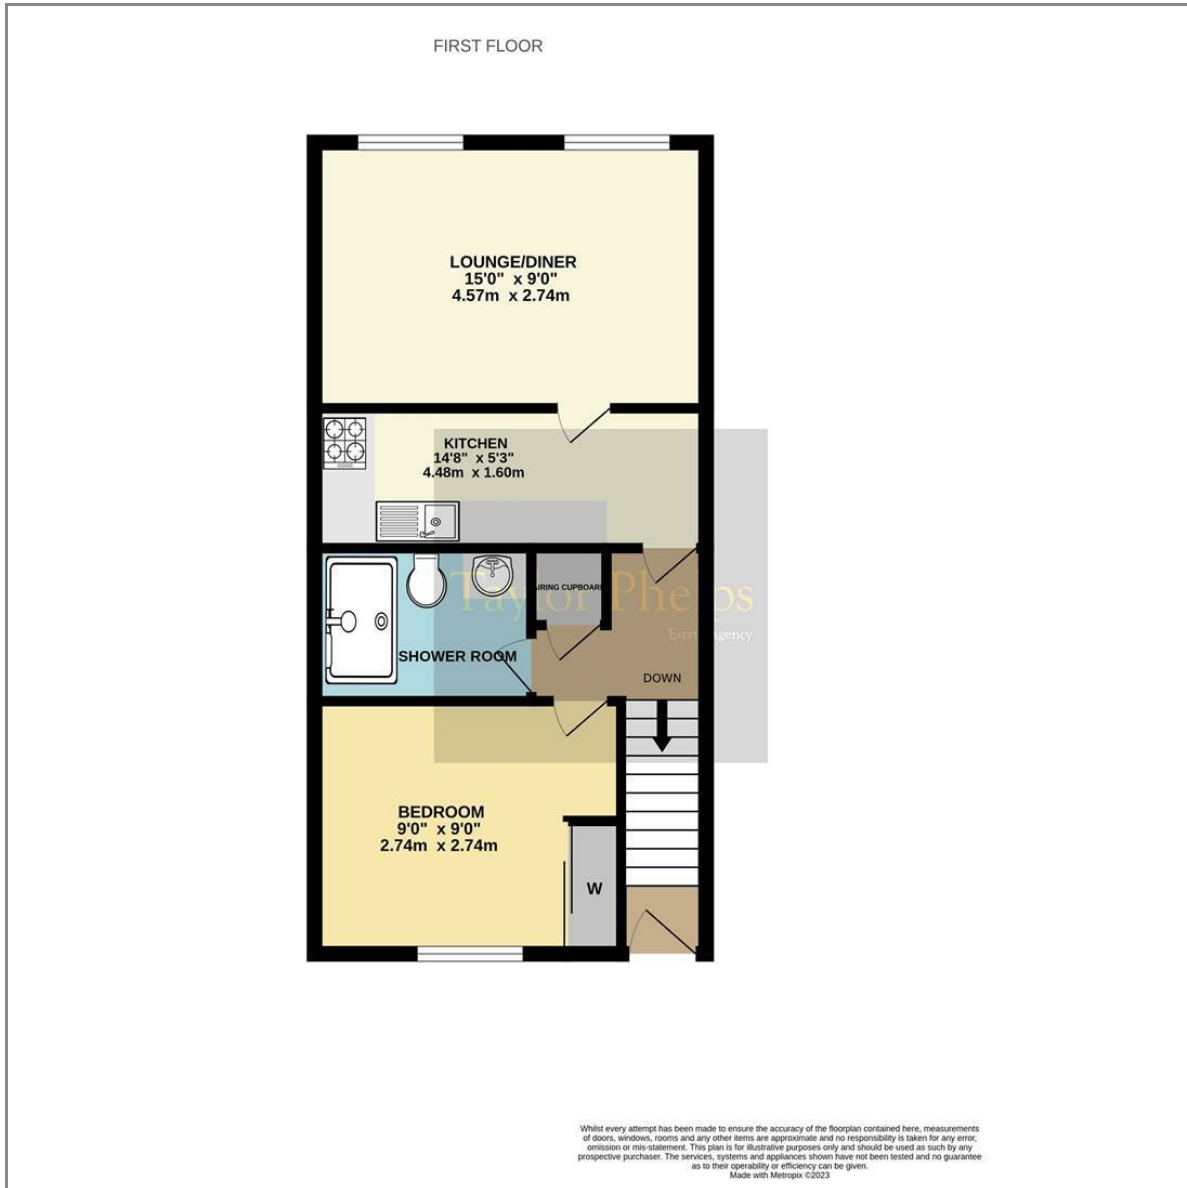 FIRST FLOOR
LOUNGE/DINER
15'0" x 9'0"
4.57m x 2.74m
KITCHEN
14'8" x 5'3"
4.48m x 1.60m
AIRING CUPBOARD
Taylor Phelps
Estate Agency
SHOWER ROOM
DOWN
BEDROOM
9'0" x 9'0"
2.74m x 2.74m
W
Whilst every attempt has been made to ensure the accuracy of the floorplan contained here, measurements
of doors, windows, rooms and any other items are approximate and no responsibility is taken for any error,
omission or mis-statement. This plan is for illustrative purposes only and should be used as such by any
prospective purchaser. The services, systems and appliances shown have not been tested and no guarantee
as to their operability or efficiency can be given.
Made with Metropix ©2023